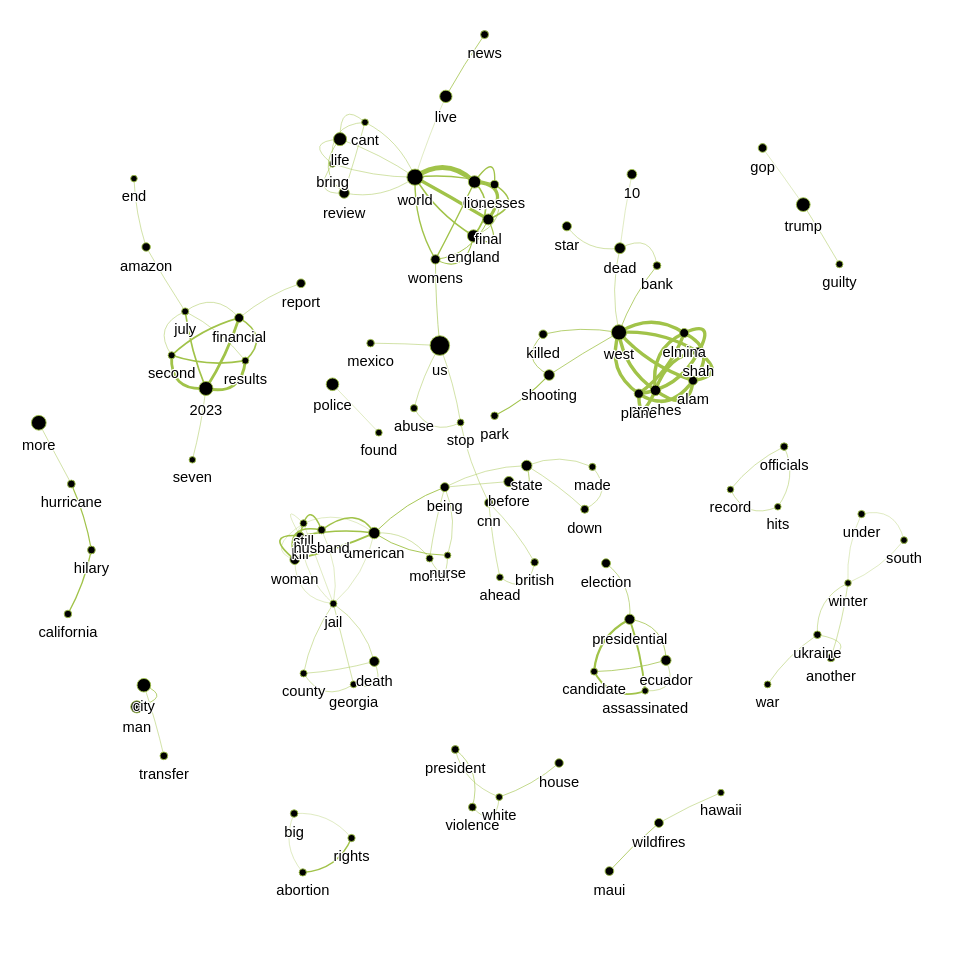 news
live
cant
life
bring
review
world
lionesses
final
england
womens
gop
trump
guilty
10
star
dead
bank
end
amazon
report
july
financial
second
results
2023
seven
mexico
us
killed
west
elmina
shah
alam
plane
shooting
park
police
found
abuse
stop
more
hurricane
hilary
california
officials
record
hits
state
made
before
being
down
cnn
still
husband
kill
american
woman
nurse
ahead
british
jail
county
death
georgia
election
presidential
candidate
ecuador
assassinated
under
south
winter
ukraine
another
war
city
man
transfer
president
house
white
violence
hawaii
wildfires
maui
big
rights
abortion